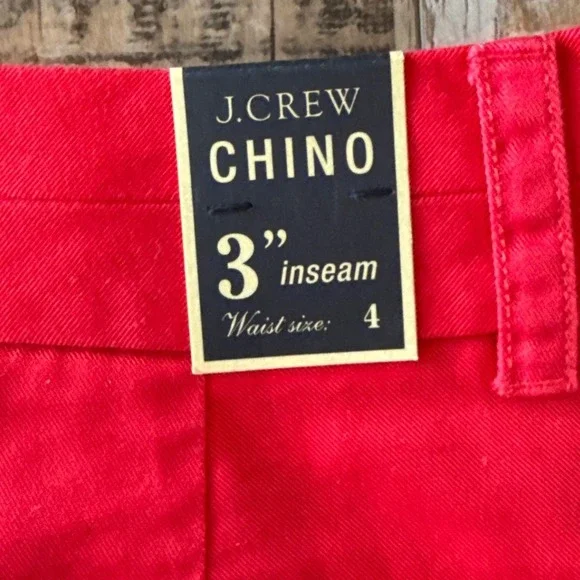 J.CREW
CHINO
3” inseam
Waist size: 4